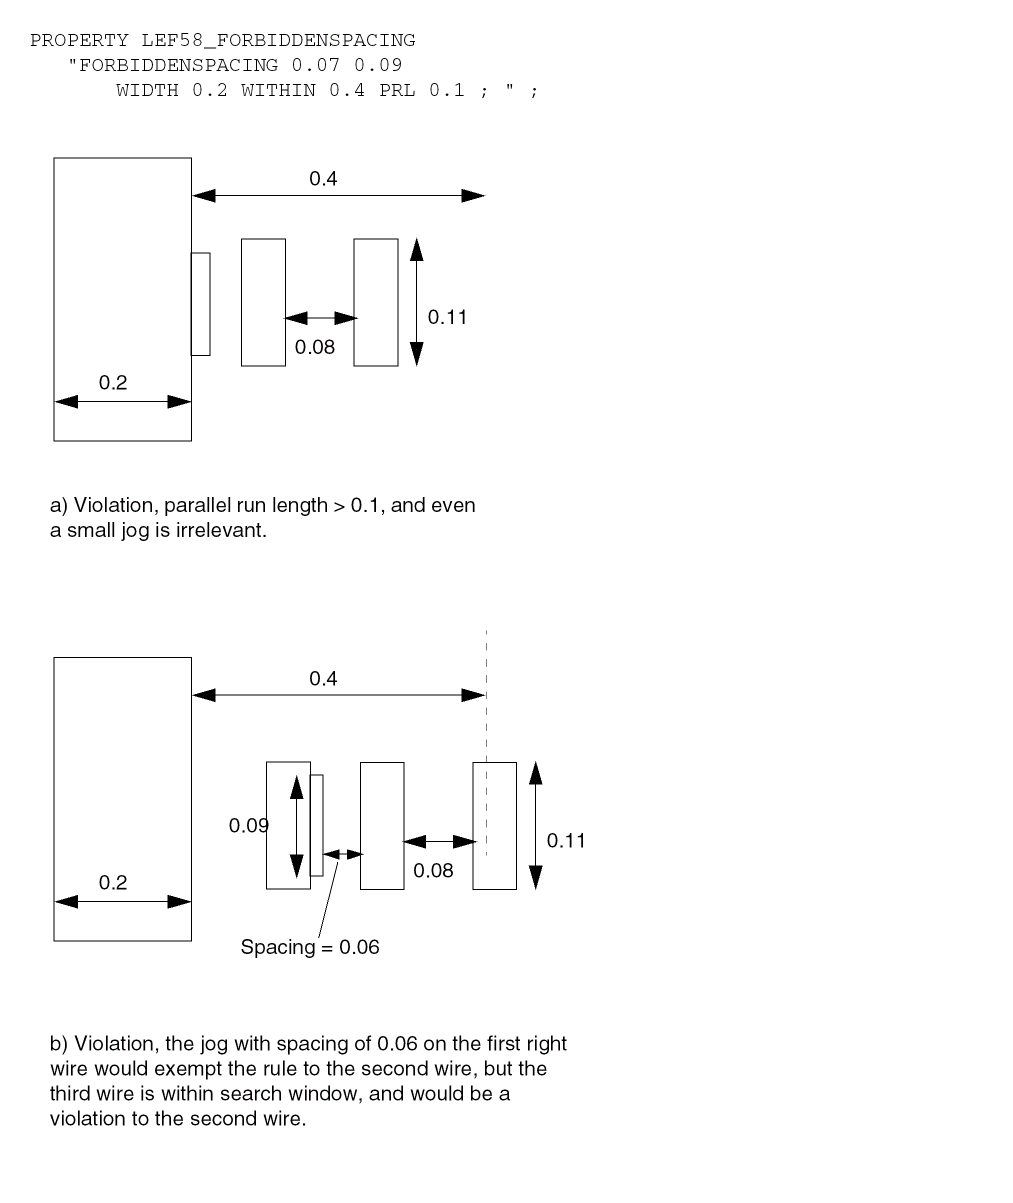 PROPERTY LEF58_FORBIDDENSPACING
"FORBIDDENSPACING 0.07 0.09
WIDTH 0.2 WITHIN 0.4 PRL 0.1 ; " ;
0.4
0.11
0.08
0.2
a) Violation, parallel run length > 0.1, and even
a small jog is irrelevant.
0.4
0.09
0.11
0.08
0.2
Spacing = 0.06
b) Violation, the jog with spacing of 0.06 on the first right
wire would exempt the rule to the second wire, but the
third wire is within search window, and would be a
violation to the second wire.